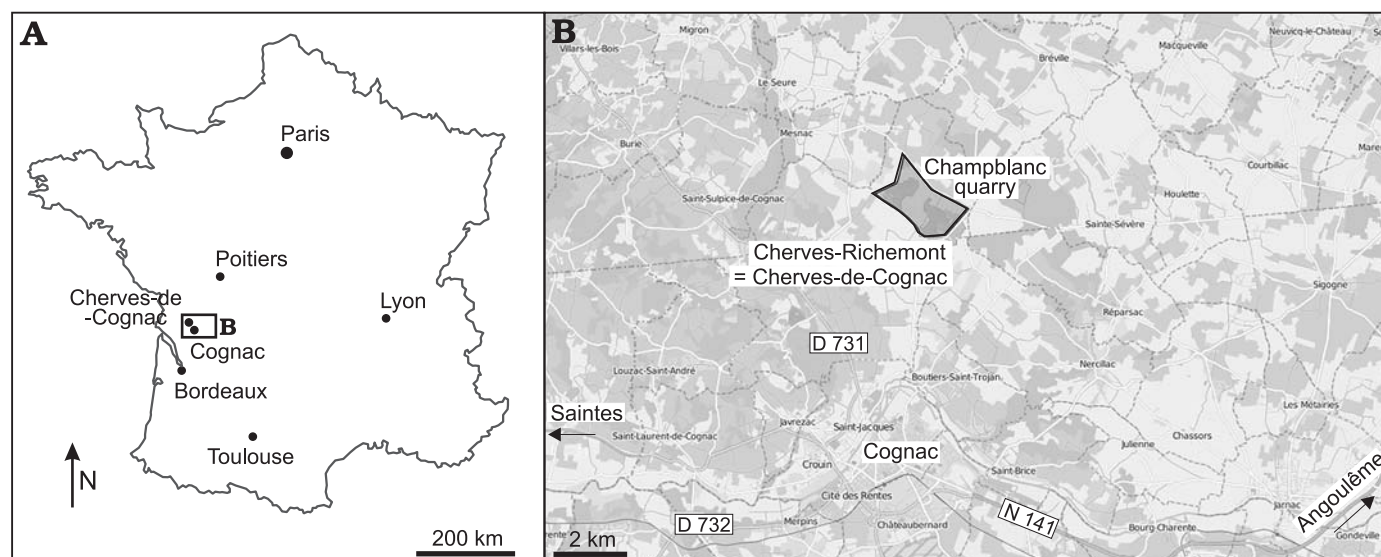 A
Paris
Poitiers
Cherves-de
-Cognac
B
Lyon
Cognac
Bordeaux
Toulouse
N
200 km
B
Migron
Villars-les-Bois
Neuvicq-le-Château
Macqueville
Bréville
Le Seure
Mesnac
Burie
Champblanc
quarry
Courbillac
Houlette
Saint-Sulpice-de-Cognac
Sainte-Sévère
Cherves-Richemont
= Cherves-de-Cognac
Sigogne
Réparsac
D 731
Louzac-Saint-André
Nercillac
Boutiers-Saint-Trojan
Saintes
Les Métairies
Javrezac
Saint-Jacques
Saint-Laurent-de-Cognac
Chassors
Julienne
Cognac
Crouin
Saint-Brice
Cité des Rentes
Jarnac
Angoulême
D 732
Merpins
Châteaubernard
N 141
Bourg-Charente
Gondeville
2 km